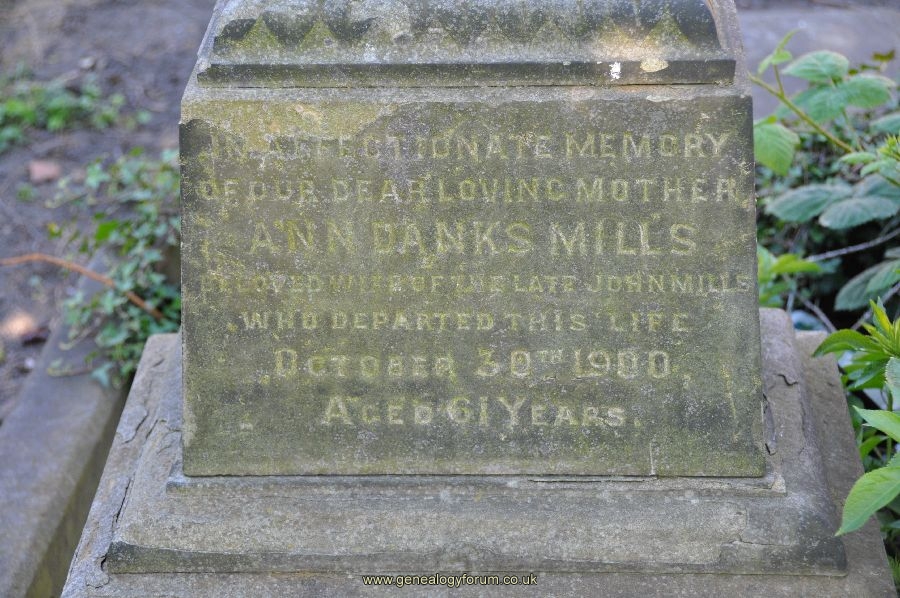 IN AFFECTIONATE MEMORY
OF OUR DEAR LOVING MOTHER
ANN DANKS MILLS
BELOVED WIFE OF THE LATE JOHN MILLS
WHO DEPARTED THIS LIFE
OCTOBER 30TH 1900,
AGED 61 YEARS.
www.genealogyforum.co.uk